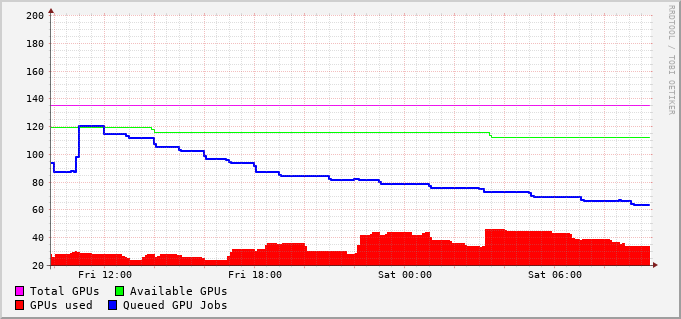 200
180
160
140
120
100
80
60
40
20
Fri 12:00 Fri 18:00 Sat 00:00 Sat 06:00
Total GPUs Available GPUs
GPUs used Queued GPU Jobs
RRDTOOL / TOBI OETIKER